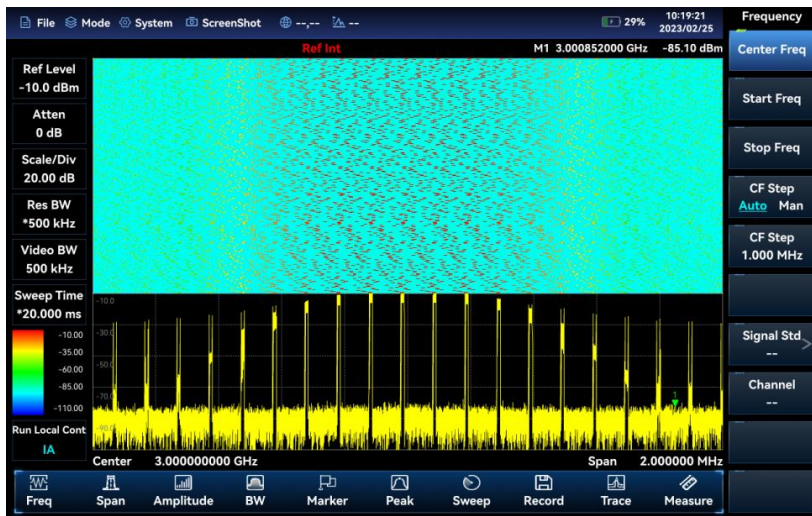 File Mode System ScreenShot --,-- -- 29% 10:19:21 2023/02/25
Frequency
Ref Int
M1 3.000852000 GHz -85.10 dBm
Ref Level
-10.0 dBm
Atten
0 dB
Scale/Div
20.00 dB
Res BW
*500 kHz
Video BW
500 kHz
Sweep Time
*20.000 ms
-10.00
-35.00
-60.00
-85.00
-110.00
Run Local Cont
IA
-10.0
-30.0
-50.0
-70.0
-90.0
1
Center 3.000000000 GHz
Span 2.000000 MHz
Center Freq
Start Freq
Stop Freq
CF Step
Auto Man
CF Step
1.000 MHz
Signal Std >
--
Channel
--
Freq Span Amplitude BW Marker Peak Sweep Record Trace Measure